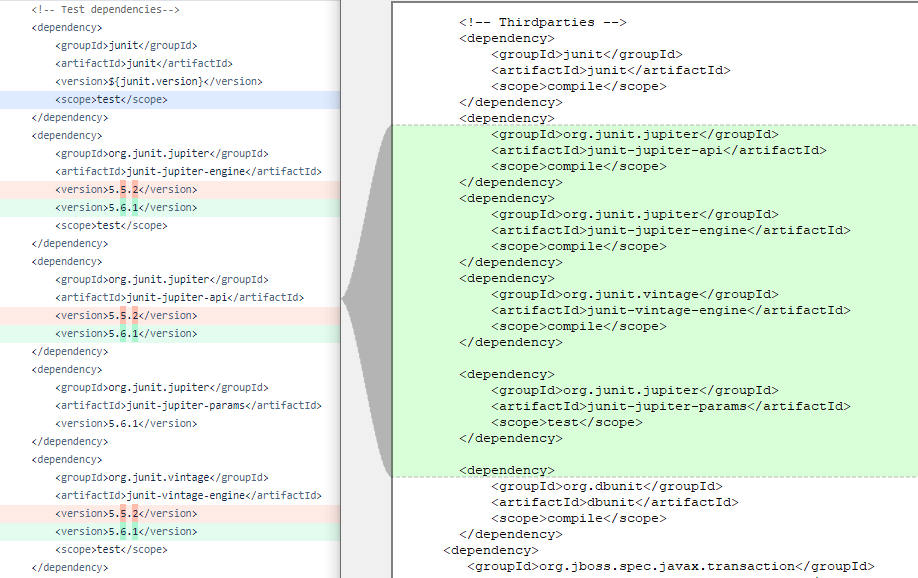 <!-- Test dependencies-->
<dependency>
<groupId>junit</groupId>
<artifactId>junit</artifactId>
<version>${junit.version}</version>
<scope>test</scope>
</dependency>
<dependency>
<groupId>org.junit.jupiter</groupId>
<artifactId>junit-jupiter-engine</artifactId>
<version>5.5.2</version>
<version>5.6.1</version>
<scope>test</scope>
</dependency>
<dependency>
<groupId>org.junit.jupiter</groupId>
<artifactId>junit-jupiter-api</artifactId>
<version>5.5.2</version>
<version>5.6.1</version>
</dependency>
<dependency>
<groupId>org.junit.jupiter</groupId>
<artifactId>junit-jupiter-params</artifactId>
<version>5.6.1</version>
</dependency>
<dependency>
<groupId>org.junit.vintage</groupId>
<artifactId>junit-vintage-engine</artifactId>
<version>5.5.2</version>
<version>5.6.1</version>
<scope>test</scope>
</dependency>
<!-- Thirdparties -->
<dependency>
<groupId>junit</groupId>
<artifactId>junit</artifactId>
<scope>compile</scope>
</dependency>
<dependency>
<groupId>org.junit.jupiter</groupId>
<artifactId>junit-jupiter-api</artifactId>
<scope>compile</scope>
</dependency>
<dependency>
<groupId>org.junit.jupiter</groupId>
<artifactId>junit-jupiter-engine</artifactId>
<scope>compile</scope>
</dependency>
<dependency>
<groupId>org.junit.vintage</groupId>
<artifactId>junit-vintage-engine</artifactId>
<scope>compile</scope>
</dependency>
<dependency>
<groupId>org.junit.jupiter</groupId>
<artifactId>junit-jupiter-params</artifactId>
<scope>test</scope>
</dependency>
<dependency>
<groupId>org.dbunit</groupId>
<artifactId>dbunit</artifactId>
<scope>compile</scope>
</dependency>
<dependency>
<groupId>org.jboss.spec.javax.transaction</groupId>